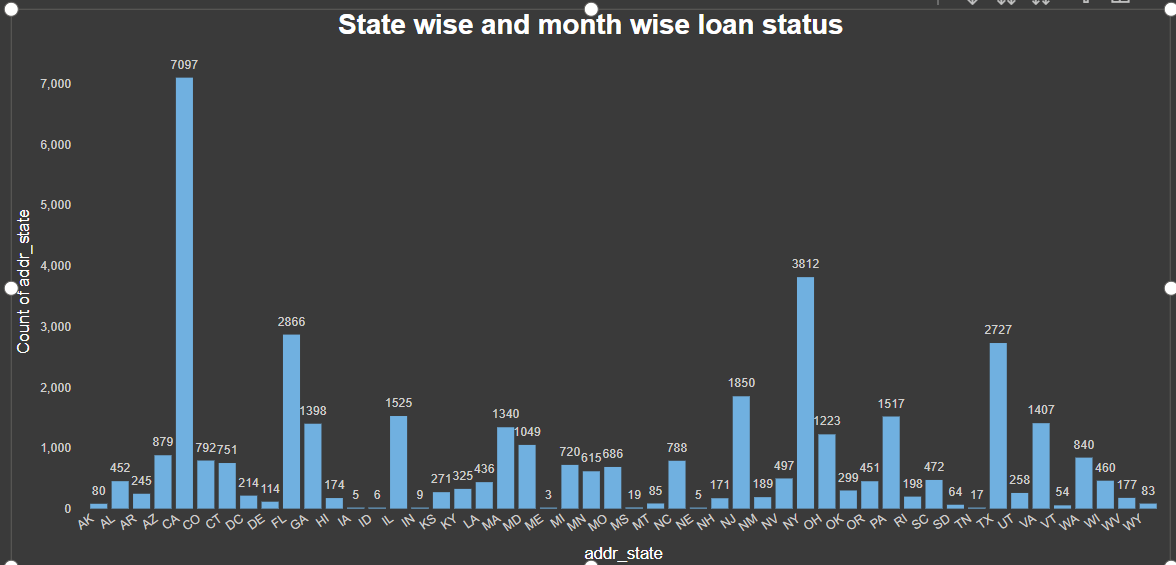 State wise and month wise loan status
Count of addr_state
7,000
6,000
5,000
4,000
3,000
2,000
1,000
0
80 452 245 879 7097 792 751 214 114 2866 1398 174 5 6 1525 9 271 325 436 1340 1049 3 720 615 686 19 85 788 5 171 1850 189 497 3812 1223 299 451 1517 198 472 64 17 2727 258 1407 54 840 460 177 83
AK AL AR AZ CA CO CT DC DE FL GA HI IA ID IL IN KS KY LA MA MD ME MI MN MO MS MT NC NE NH NJ NM NV NY OH OK OR PA RI SC SD TN TX UT VA VT WA WI WV WY
addr_state